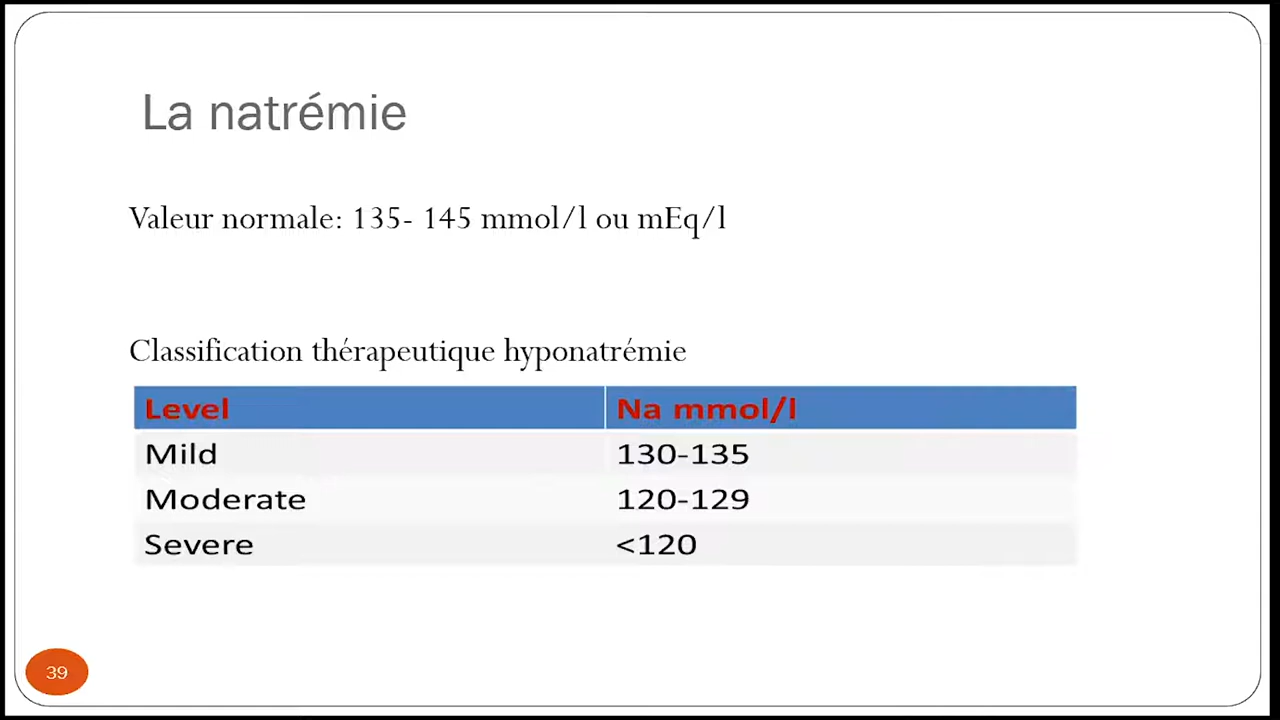 La natrémie
Valeur normale: 135- 145 mmol/l ou mEq/l
Classification thérapeutique hyponatrémie
Level Na mmol/l
Mild 130-135
Moderate 120-129
Severe <120
39